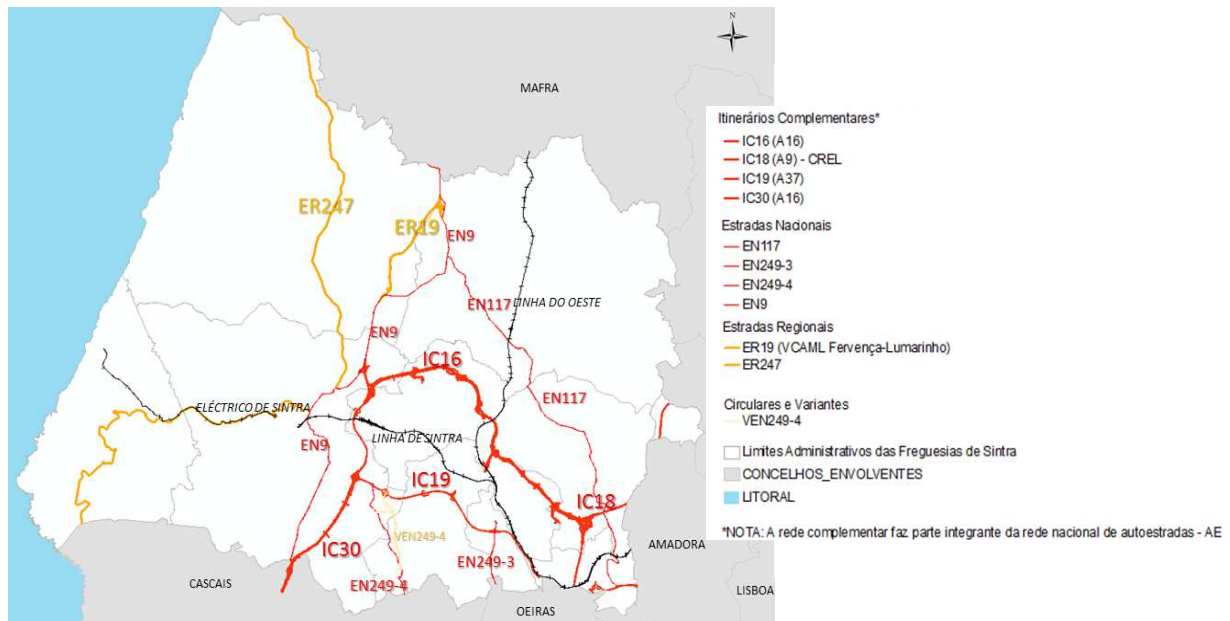 N
MAFRA
ER247
ER19
EN9
EN117
LINHA DO OESTE
EN9
IC16
EN117
ELÉCTRICO DE SINTRA
EN9
LINHA DE SINTRA
IC19
IC18
VEN249-4
IC30
EN249-3
EN249-4
AMADORA
CASCAIS
OEIRAS
LISBOA
Itinerários Complementares*
IC16 (A16)
IC18 (A9) - CREL
IC19 (A37)
IC30 (A16)
Estradas Nacionais
EN117
EN249-3
EN249-4
EN9
Estradas Regionais
ER19 (VCAML Fervença-Lumarinho)
ER247
Circulares e Variantes
VEN249-4
Limites Administrativos das Freguesias de Sintra
CONCELHOS_ENVOLVENTES
LITORAL
*NOTA: A rede complementar faz parte integrante da rede nacional de autoestradas - AE